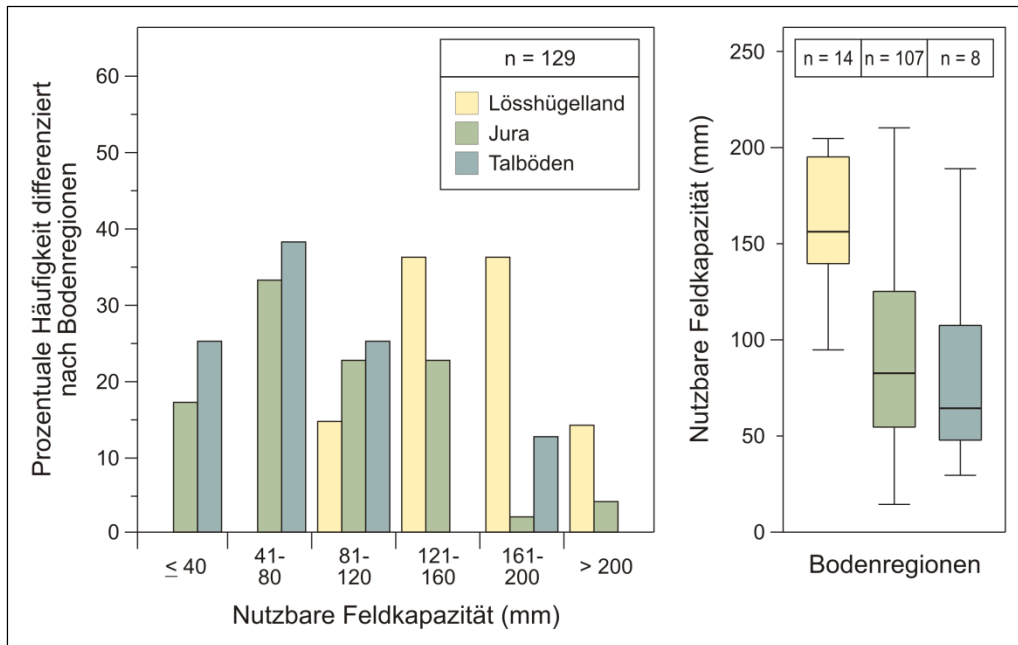 Prozentuale Häufigkeit differenziert
nach Bodenregionen
60
50
40
30
20
10
0
n = 129
Lösshügelland
Jura
Talböden
≤ 40
41-
80
81-
120
121-
160
161-
200
> 200
Nutzbare Feldkapazität (mm)
Nutzbare Feldkapazität (mm)
250
200
150
100
50
0
n = 14
n = 107
n = 8
Bodenregionen